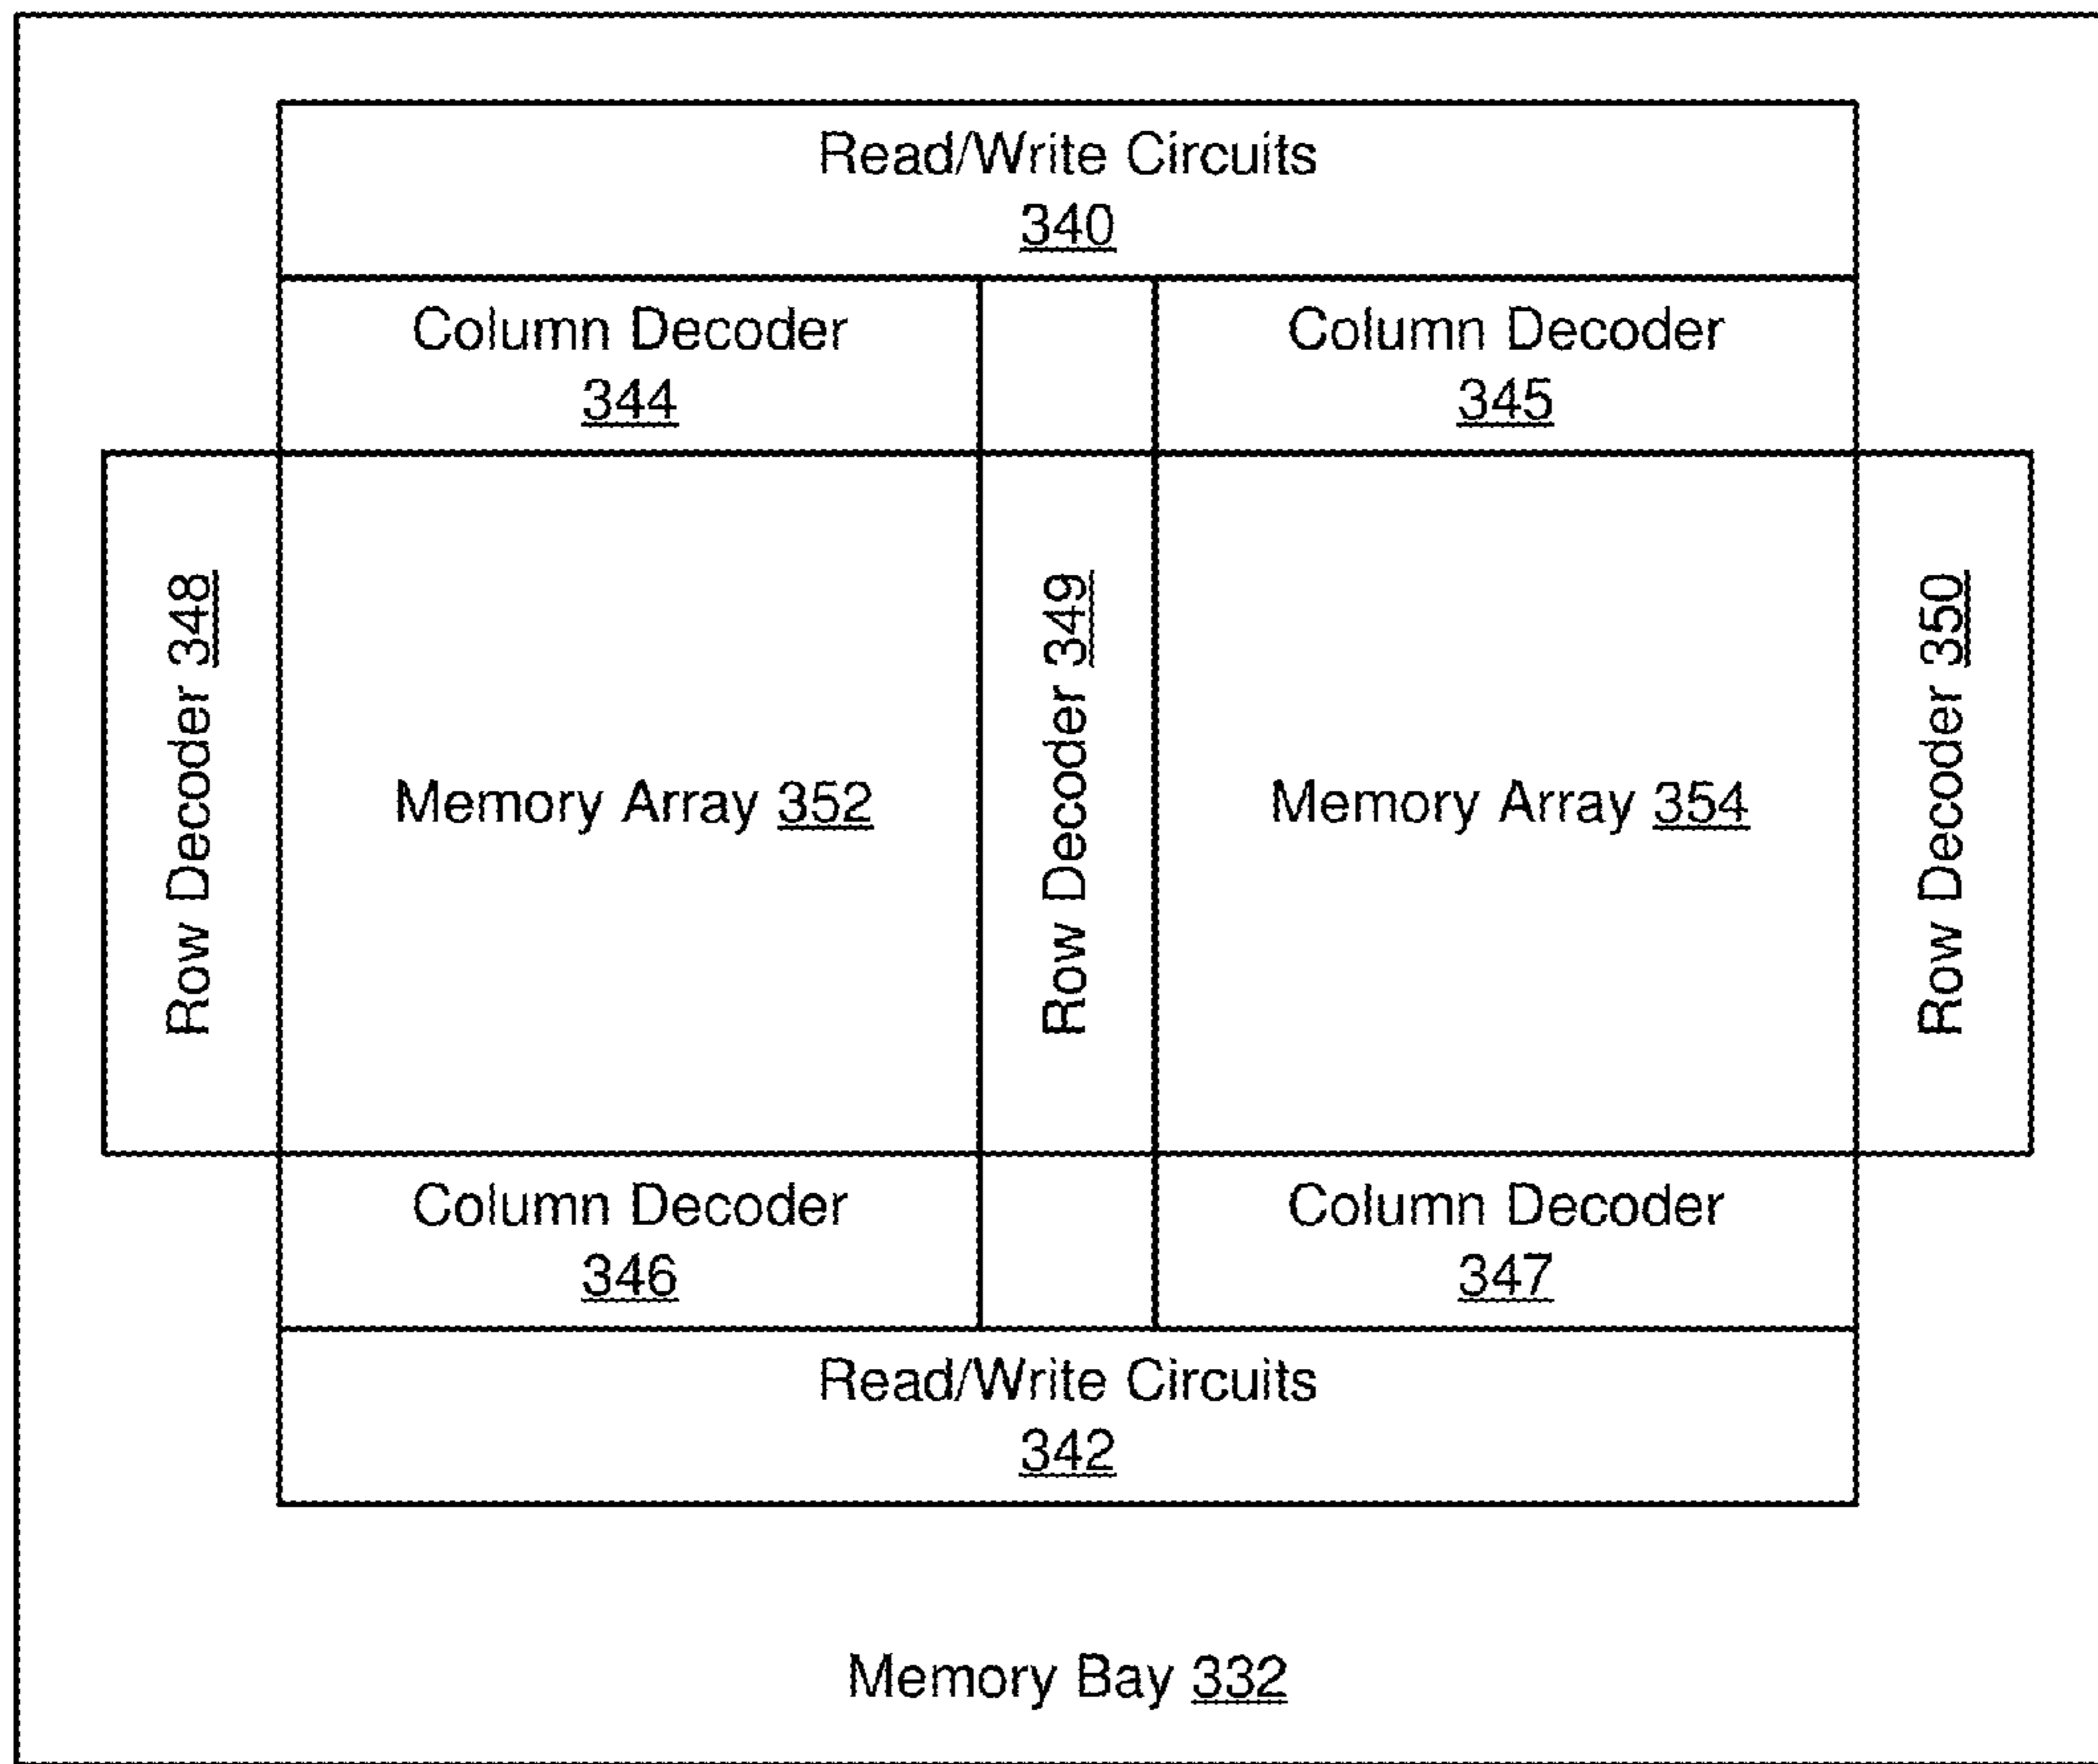 Read/Write Circuits
340
Column Decoder
344
Column Decoder
345
Row Decoder 348
Memory Array 352
Row Decoder 349
Memory Array 354
Row Decoder 350
Column Decoder
346
Column Decoder
347
Read/Write Circuits
342
Memory Bay 332